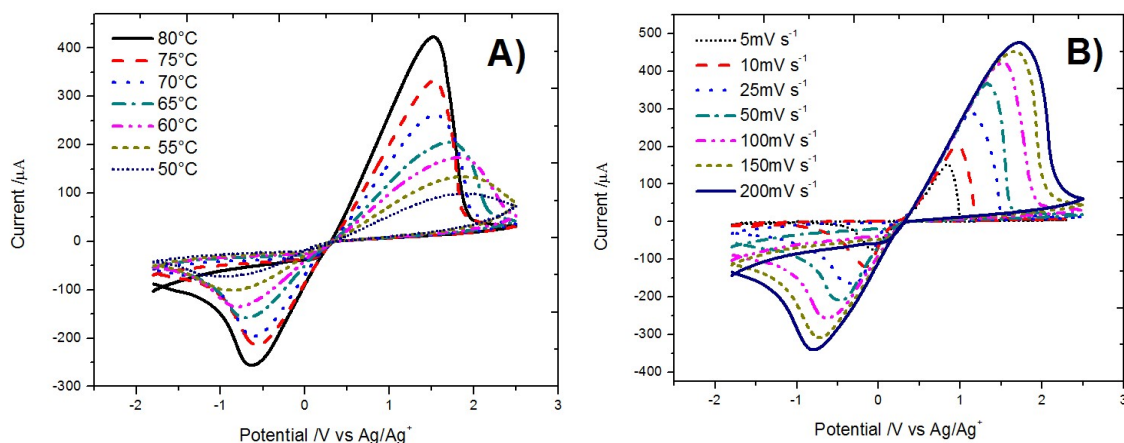 A)
80°C
75°C
70°C
65°C
60°C
55°C
50°C
400
300
200
100
0
-100
-200
-300
Current /µA
-2 -1 0 1 2 3
Potential /V vs Ag/Ag⁺
B)
5mV s⁻¹
10mV s⁻¹
25mV s⁻¹
50mV s⁻¹
100mV s⁻¹
150mV s⁻¹
200mV s⁻¹
500
400
300
200
100
0
-100
-200
-300
-400
Current /µA
-2 -1 0 1 2 3
Potential /V vs Ag/Ag⁺